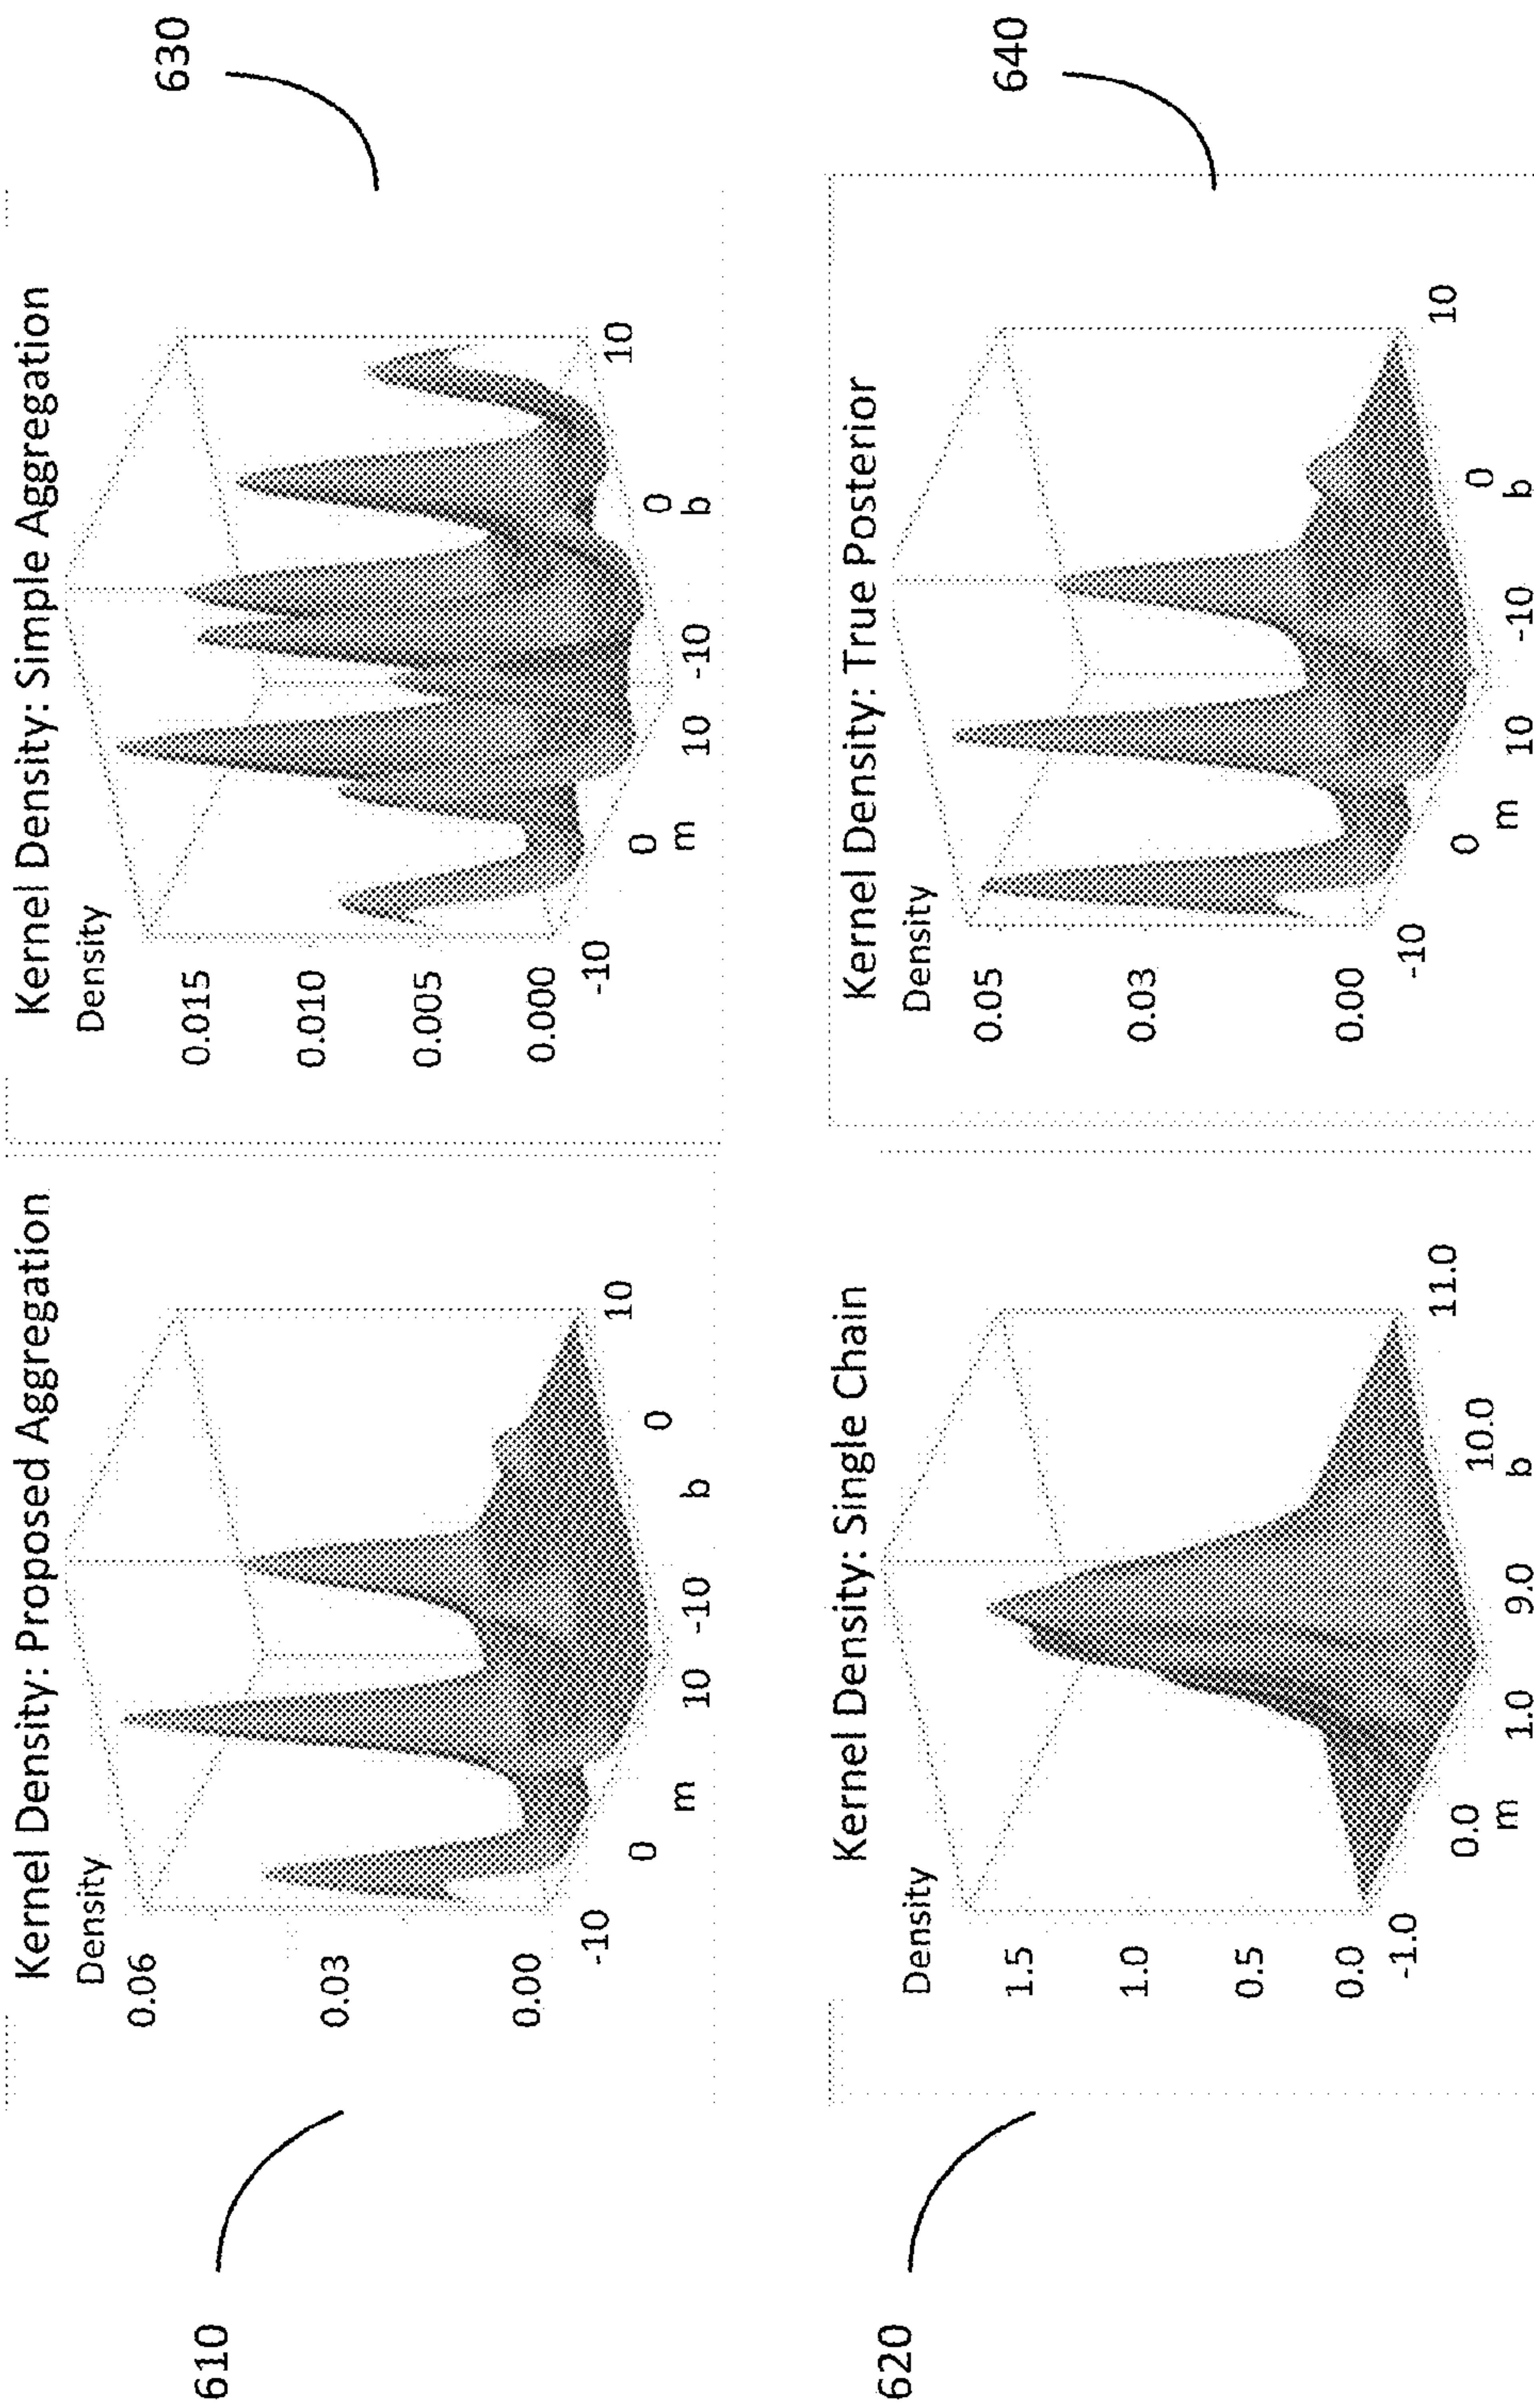 610
Kernel Density: Proposed Aggregation
Density
0.06
0.03
0.00
-10
0
m
10
-10
b
0
10
630
Kernel Density: Simple Aggregation
Density
0.015
0.010
0.005
0.000
-10
0
m
10
-10
0
b
10
620
Kernel Density: Single Chain
Density
1.5
1.0
0.5
0.0
-1.0
0.0
m
1.0
9.0
10.0
b
11.0
640
Kernel Density: True Posterior
Density
0.05
0.03
0.00
-10
0
m
10
-10
0
b
10